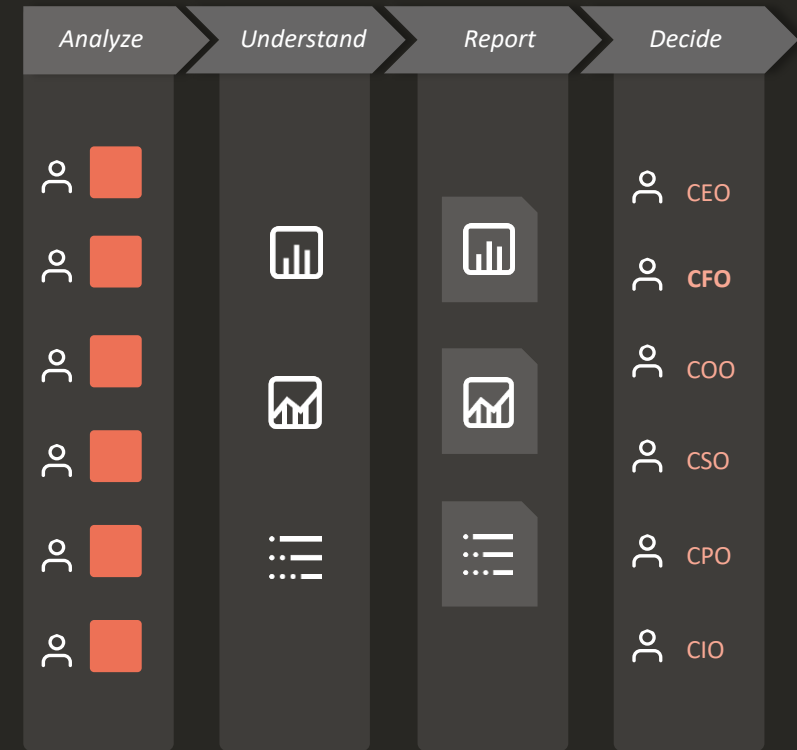 Analyze
Understand
Report
Decide
CEO
CFO
COO
CSO
CPO
CIO